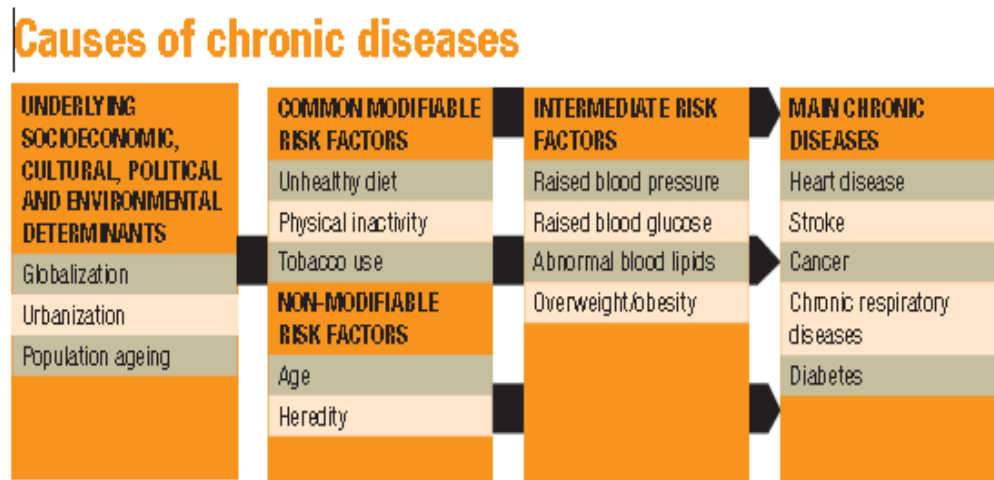 Causes of chronic diseases
UNDERLYING
SOCIOECONOMIC,
CULTURAL, POLITICAL
AND ENVIRONMENTAL
DETERMINANTS
Globalization
Urbanization
Population ageing
COMMON MODIFIABLE
RISK FACTORS
Unhealthy diet
Physical inactivity
Tobacco use
NON-MODIFIABLE
RISK FACTORS
Age
Heredity
INTERMEDIATE RISK
FACTORS
Raised blood pressure
Raised blood glucose
Abnormal blood lipids
Overweight/obesity
MAIN CHRONIC
DISEASES
Heart disease
Stroke
Cancer
Chronic respiratory
diseases
Diabetes